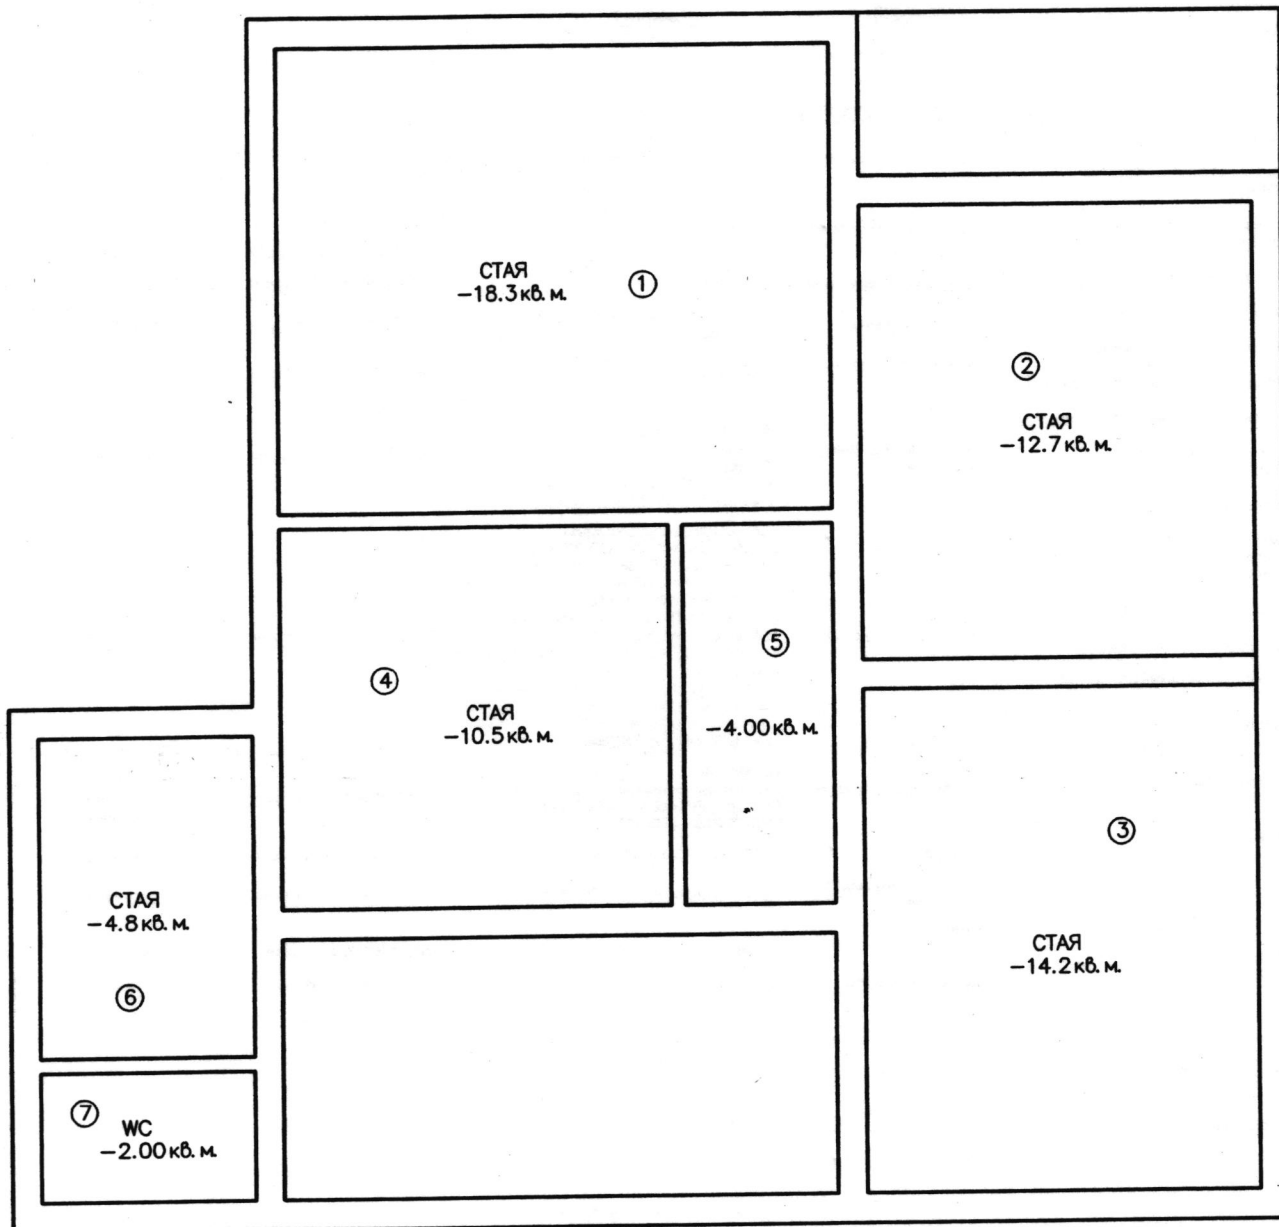 СТАЯ
–18.3кв.м.
1
2
СТАЯ
–12.7кв.м.
4
СТАЯ
–10.5кв.м.
5
–4.00кв.м.
3
СТАЯ
–14.2кв.м.
СТАЯ
–4.8кв.м.
6
7
WC
–2.00кв.м.